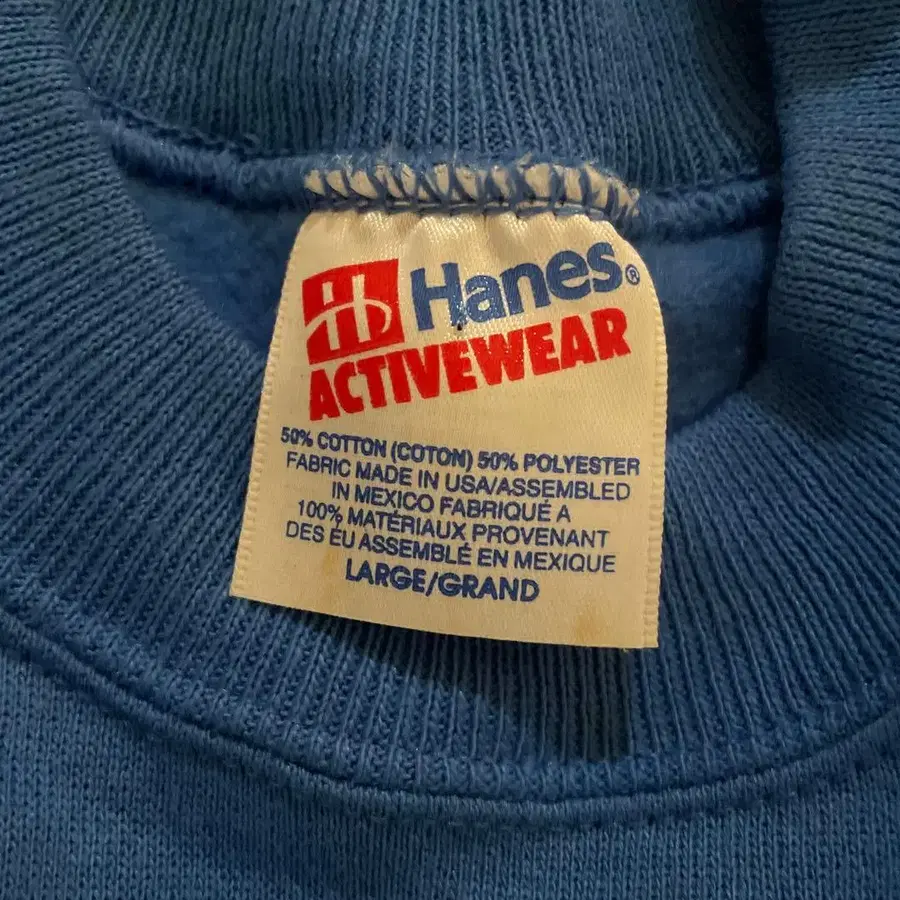 Hanes®
ACTIVEWEAR
50% COTTON (COTON) 50% POLYESTER
FABRIC MADE IN USA/ASSEMBLED
IN MEXICO FABRIQUÉ A
100% MATÉRIAUX PROVENANT
DES ÉU ASSEMBLÉ EN MEXIQUE
LARGE/GRAND